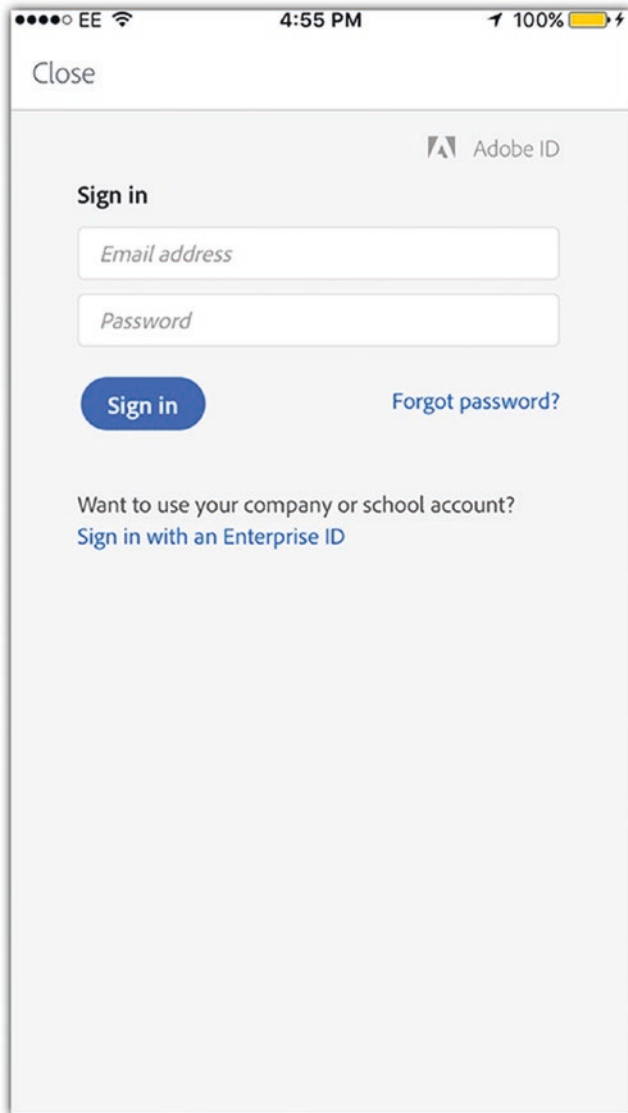 EE 4:55 PM 100%
Close
Adobe ID
Sign in
Email address
Password
Sign in Forgot password?
Want to use your company or school account?
Sign in with an Enterprise ID